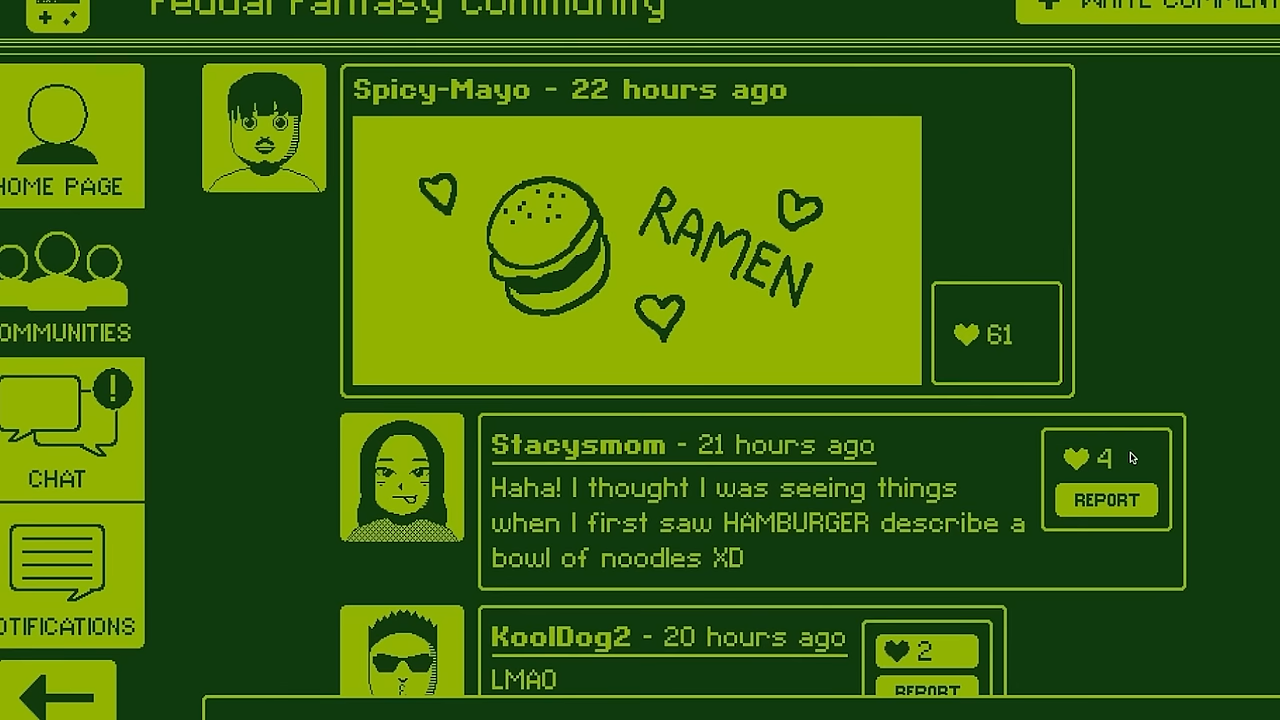 Feudal Fantasy Community
WRITE COMMENT
HOME PAGE
COMMUNITIES
CHAT
NOTIFICATIONS
Spicy-Mayo - 22 hours ago
RAMEN
61
Stacysmom - 21 hours ago
4
REPORT
Haha! I thought I was seeing things
when I first saw HAMBURGER describe a
bowl of noodles XD
KoolDog2 - 20 hours ago
2
LMAO
REPORT